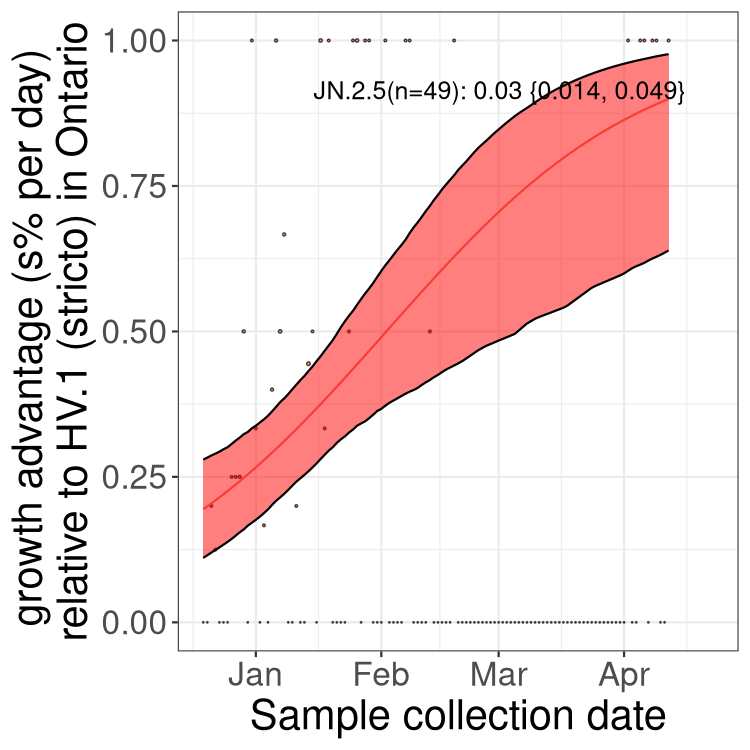 growth advantage (s% per day)
relative to HV.1 (stricto) in Ontario
1.00
0.75
0.50
0.25
0.00
JN.2.5(n=49): 0.03 {0.014, 0.049}
Jan Feb Mar Apr
Sample collection date